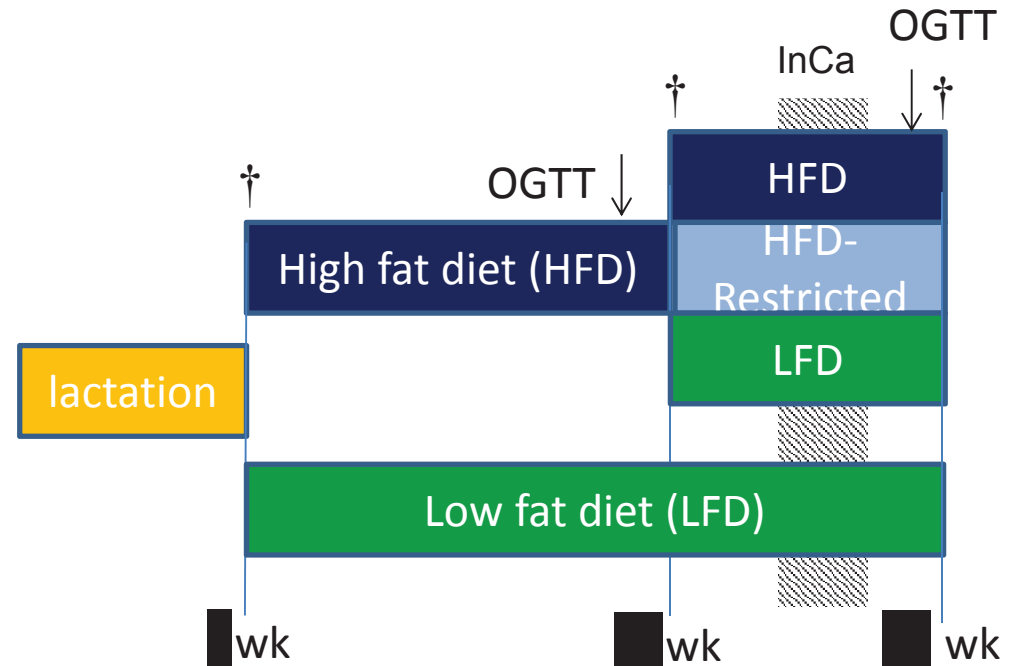 OGTT
InCa
†
†
†
OGTT
HFD
High fat diet (HFD)
HFD-
Restricted
LFD
lactation
Low fat diet (LFD)
wk
wk
wk